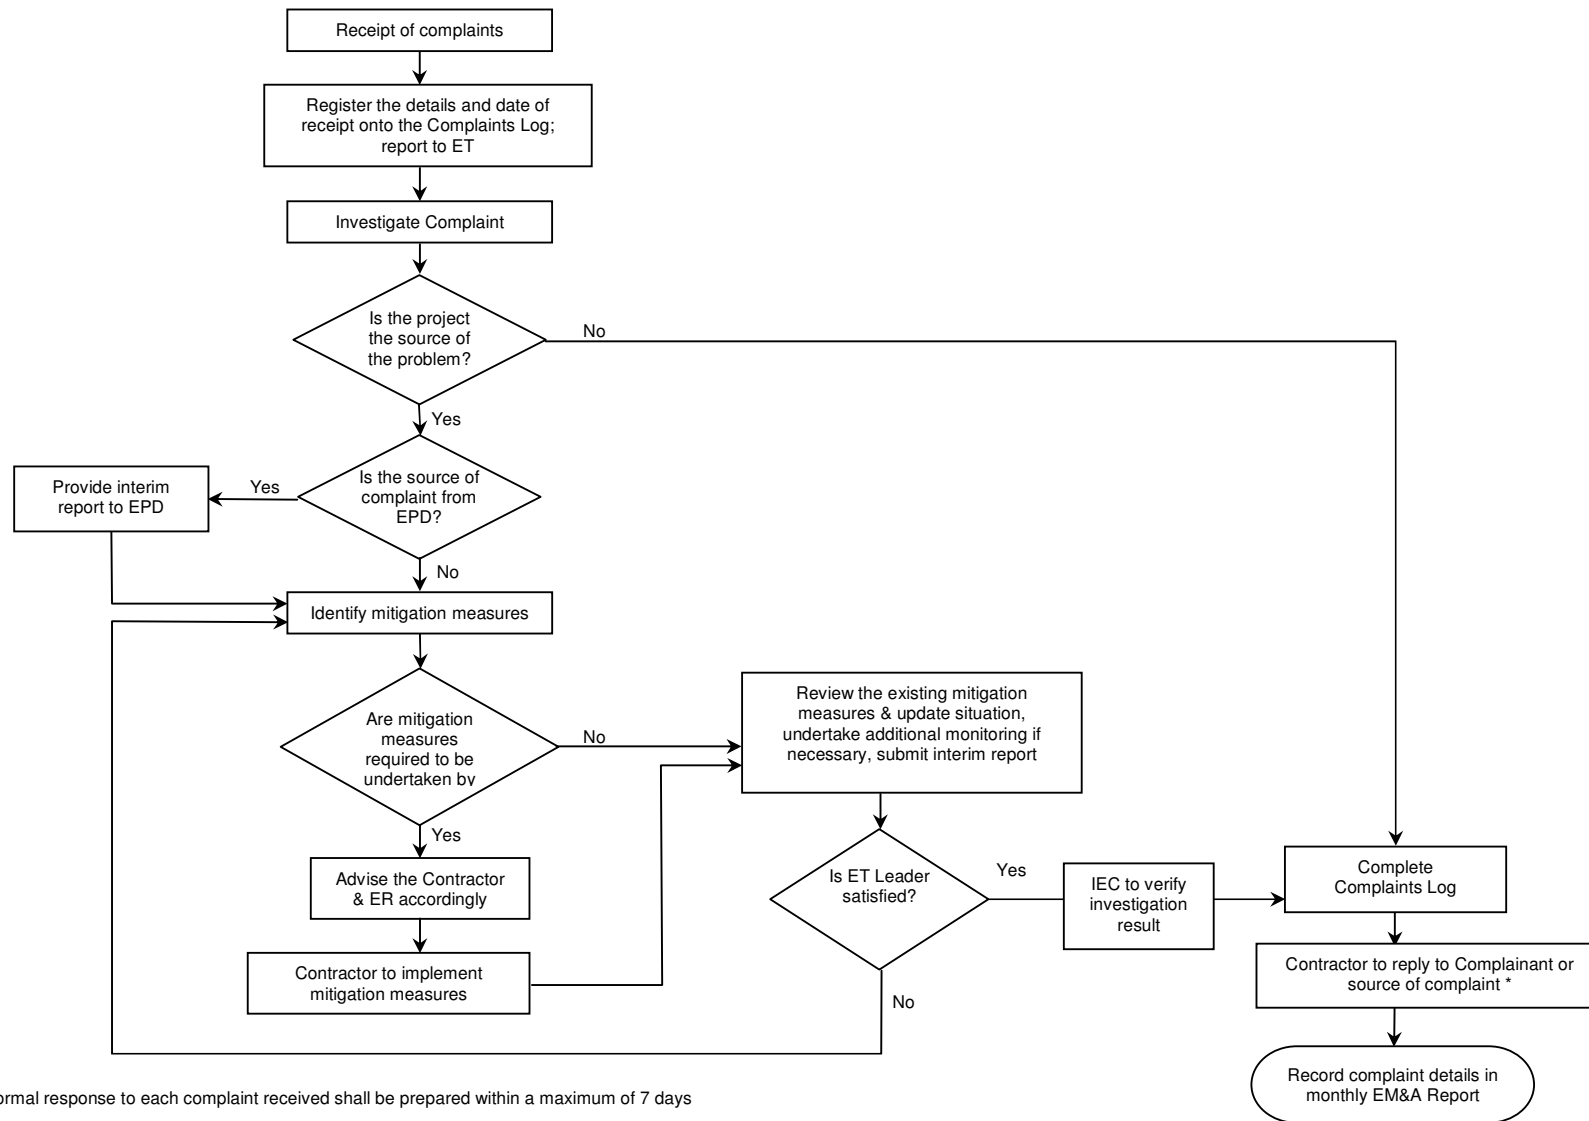 Receipt of complaints
Register the details and date of
receipt onto the Complaints Log;
report to ET
Investigate Complaint
Is the project
the source of
the problem?
No
Yes
Is the source of
complaint from
EPD?
Yes
Provide interim
report to EPD
No
Identify mitigation measures
Are mitigation
measures
required to be
undertaken by
No
Review the existing mitigation
measures & update situation,
undertake additional monitoring if
necessary, submit interim report
Yes
Advise the Contractor
& ER accordingly
Contractor to implement
mitigation measures
Is ET Leader
satisfied?
Yes
No
IEC to verify
investigation
result
Complete
Complaints Log
Contractor to reply to Complainant or
source of complaint *
Record complaint details in
monthly EM&A Report
ormal response to each complaint received shall be prepared within a maximum of 7 days